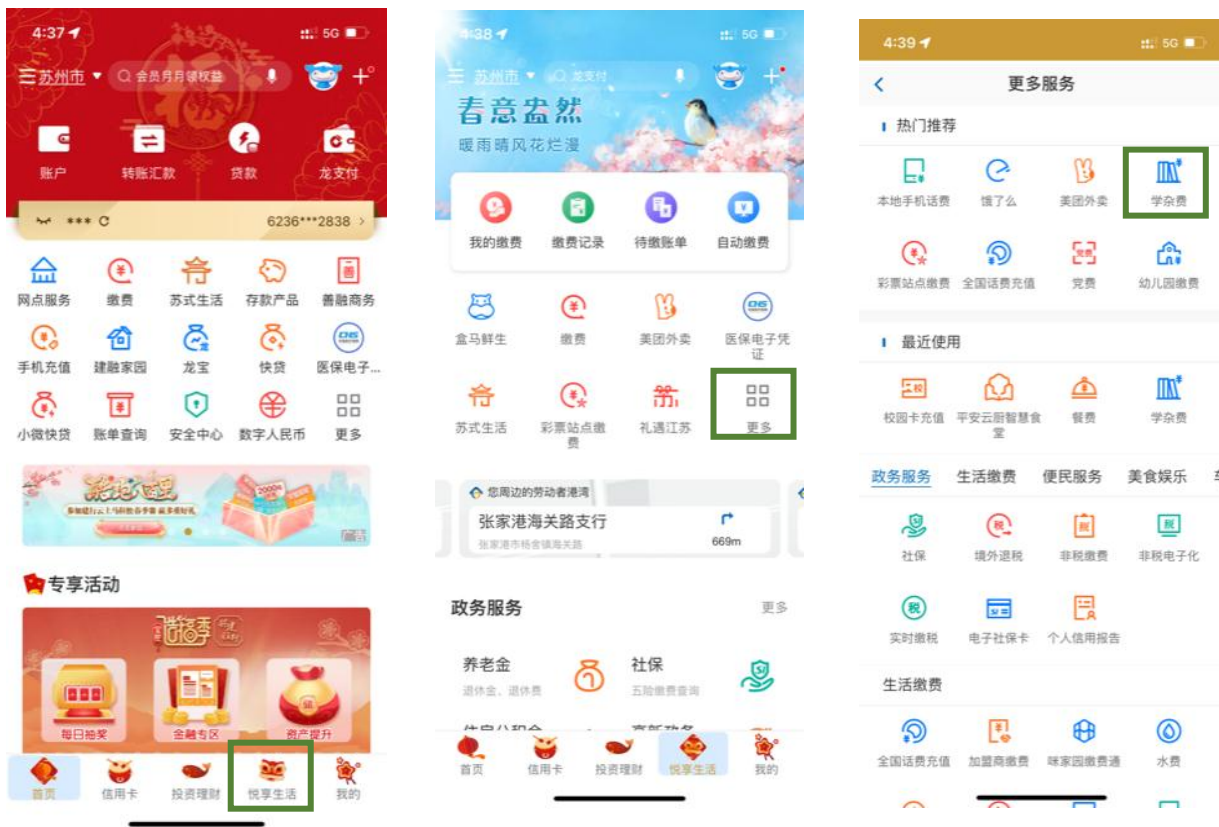 4:37
5G
苏州市
会员月月领权益
账户 转账汇款 贷款 龙支付
*** 6236***2838 >
网点服务 缴费 苏式生活 存款产品 善融商务
手机充值 建融家园 龙宝 快贷 医保电子...
小微快贷 账单查询 安全中心 数字人民币 更多
广告
专享活动
每日抽奖 金融专区 资产提升
首页 信用卡 投资理财 悦享生活 我的
4:38
5G
苏州市
龙支付
春意盎然
暖雨晴风花烂漫
我的缴费 缴费记录 待缴账单 自动缴费
盒马鲜生 缴费 美团外卖 医保电子凭
证
苏式生活 彩票站点缴 礼遇江苏 更多
费
您周边的劳动者港湾
张家港海关路支行
张家港市杨舍镇海关路 669m
政务服务 更多
养老金 社保
退休金、退休费 五险缴费查询
首页 信用卡 投资理财 悦享生活 我的
4:39
5G
更多服务
热门推荐
本地手机话费 饿了么 美团外卖 学杂费
彩票站点缴费 全国话费充值 党费 幼儿园缴费
最近使用
校园卡充值 平安云厨智慧食 餐费 学杂费
堂
政务服务 生活缴费 便民服务 美食娱乐
社保 境外退税 非税缴费 非税电子化
实时缴税 电子社保卡 个人信用报告
生活缴费
全国话费充值 加盟商缴费 咪家园缴费通 水费